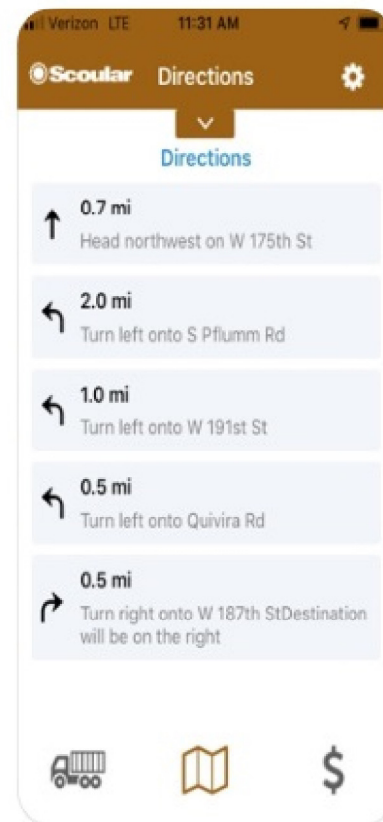 Verizon LTE 11:31 AM
Scoular Directions
Directions
0.7 mi
Head northwest on W 175th St
2.0 mi
Turn left onto S Pflumm Rd
1.0 mi
Turn left onto W 191st St
0.5 mi
Turn left onto Quivira Rd
0.5 mi
Turn right onto W 187th StDestination
will be on the right
$